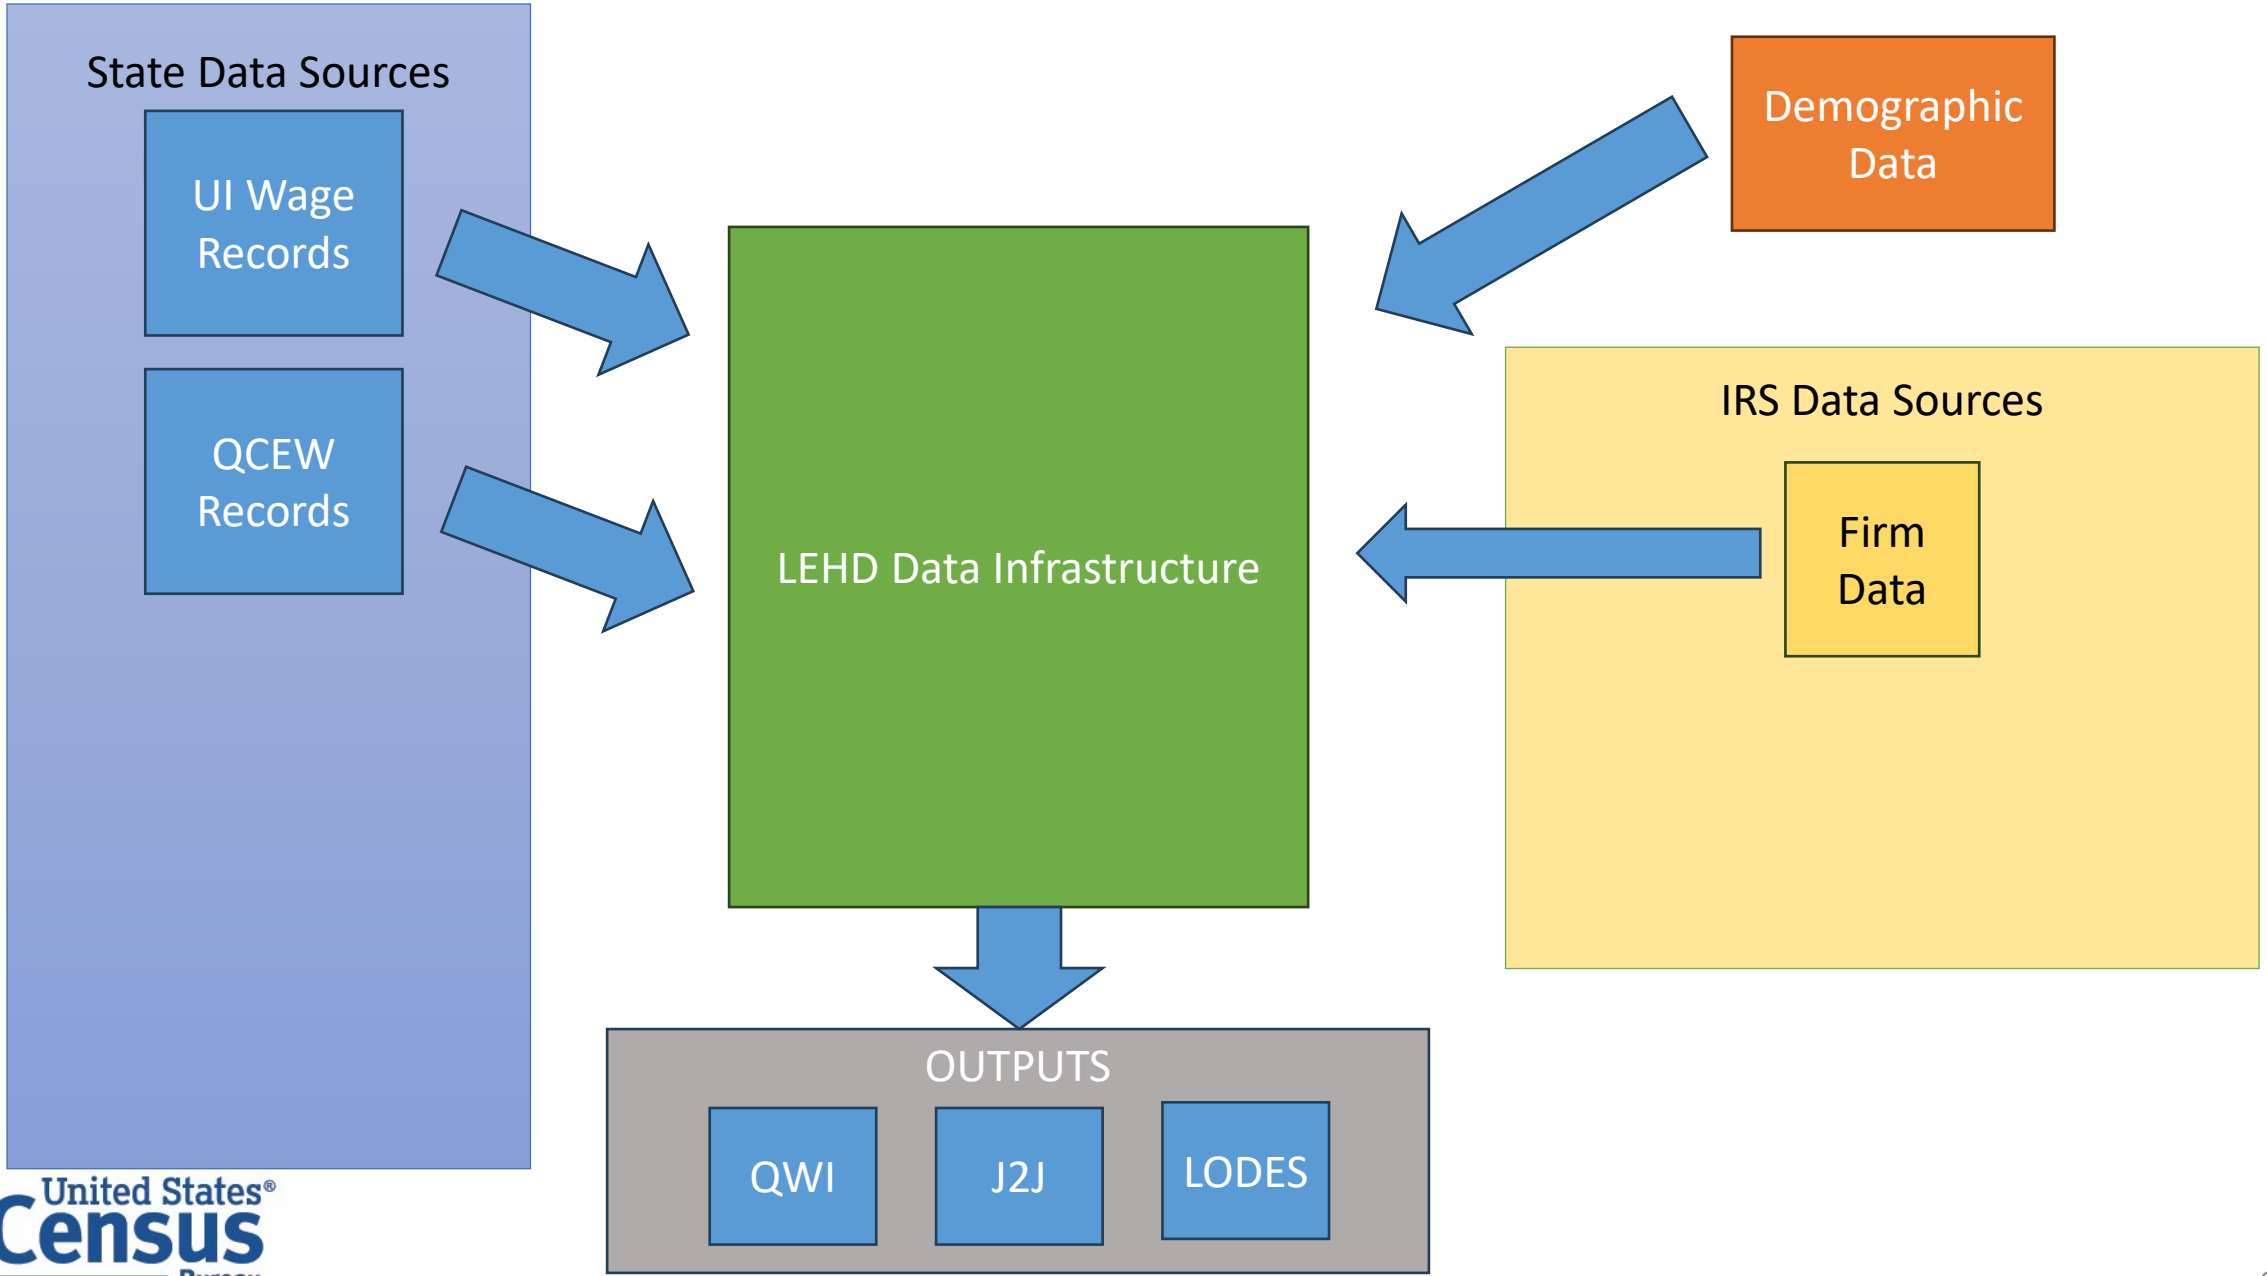 State Data Sources
UI Wage
Records
QCEW
Records
LEHD Data Infrastructure
Demographic
Data
IRS Data Sources
Firm
Data
OUTPUTS
QWI
J2J
LODES
United States®
Census
Bureau